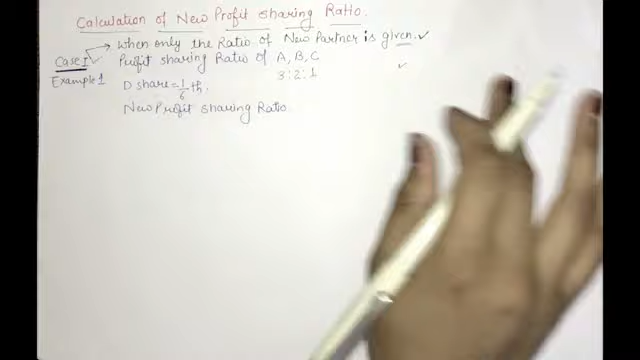 Calculation of New Profit sharing Ratio.
→ when only the Ratio of New Partner is given. ✓
Case I ✓ Profit sharing Ratio of A, B, C
Example 1 3:2:1 ✓
D share = 1/6 th.
New Profit sharing Ratio